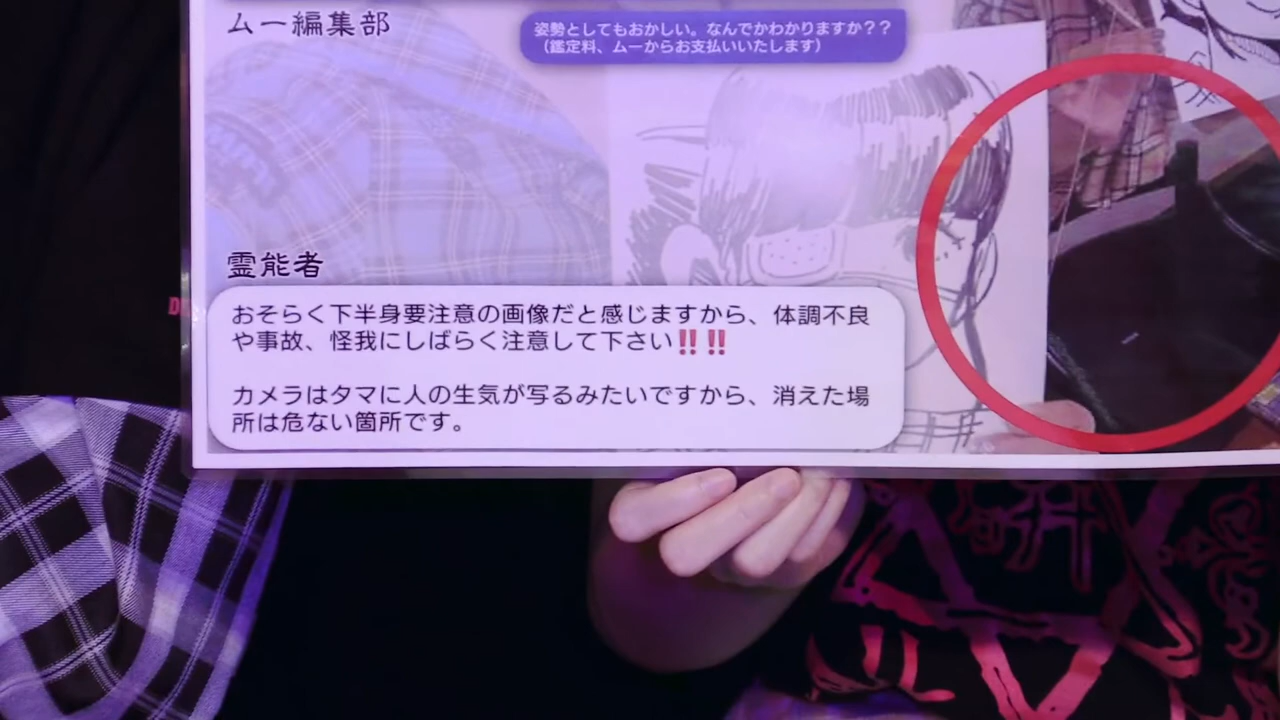 ムー編集部
姿勢としてもおかしい。なんでかわかりますか??
(鑑定料、ムーからお支払いいたします)
霊能者
おそらく下半身要注意の画像だと感じますから、体調不良
や事故、怪我にしばらく注意して下さい‼️‼️
カメラはタマに人の生気が写るみたいですから、消えた場
所は危ない箇所です。